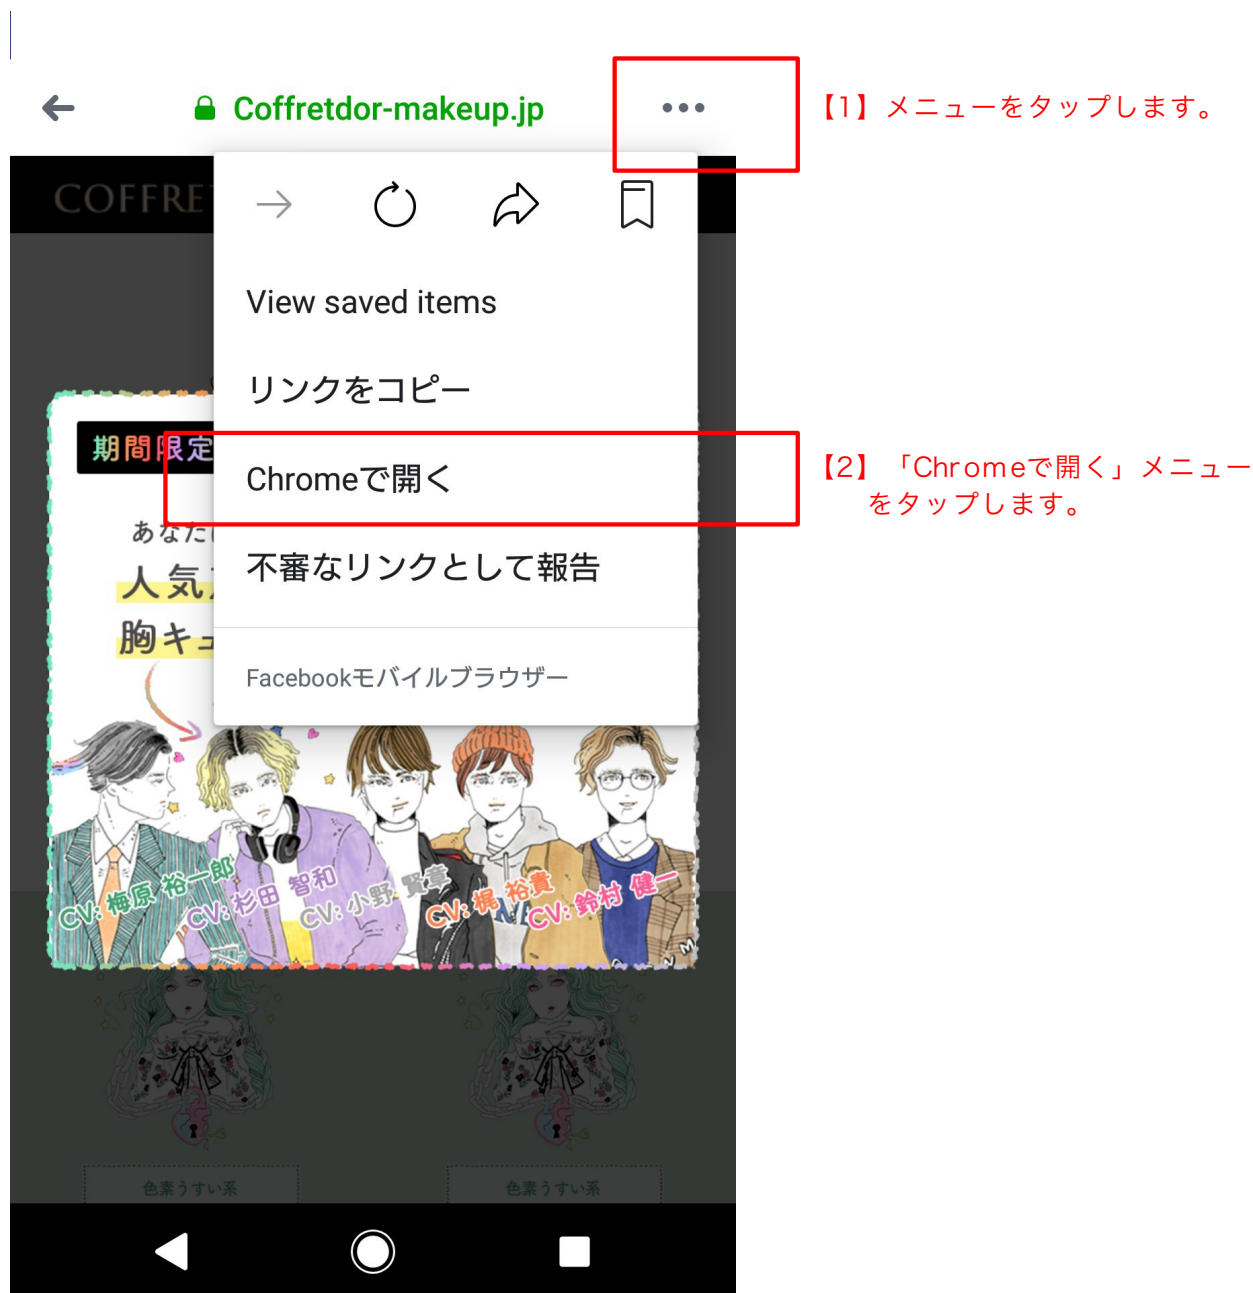 Coffretdor-makeup.jp
【1】メニューをタップします。
COFFRE
View saved items
リンクをコピー
期間限定
Chromeで開く
【2】「Chromeで開く」メニュー
をタップします。
あなた
不審なリンクとして報告
人気
胸キュ
Facebookモバイルブラウザー
CV: 梅原 裕一郎
CV: 杉田 智和
CV: 小野 賢章
CV: 梶 裕貴
CV: 鈴村 健一
色素うすい系
色素うすい系